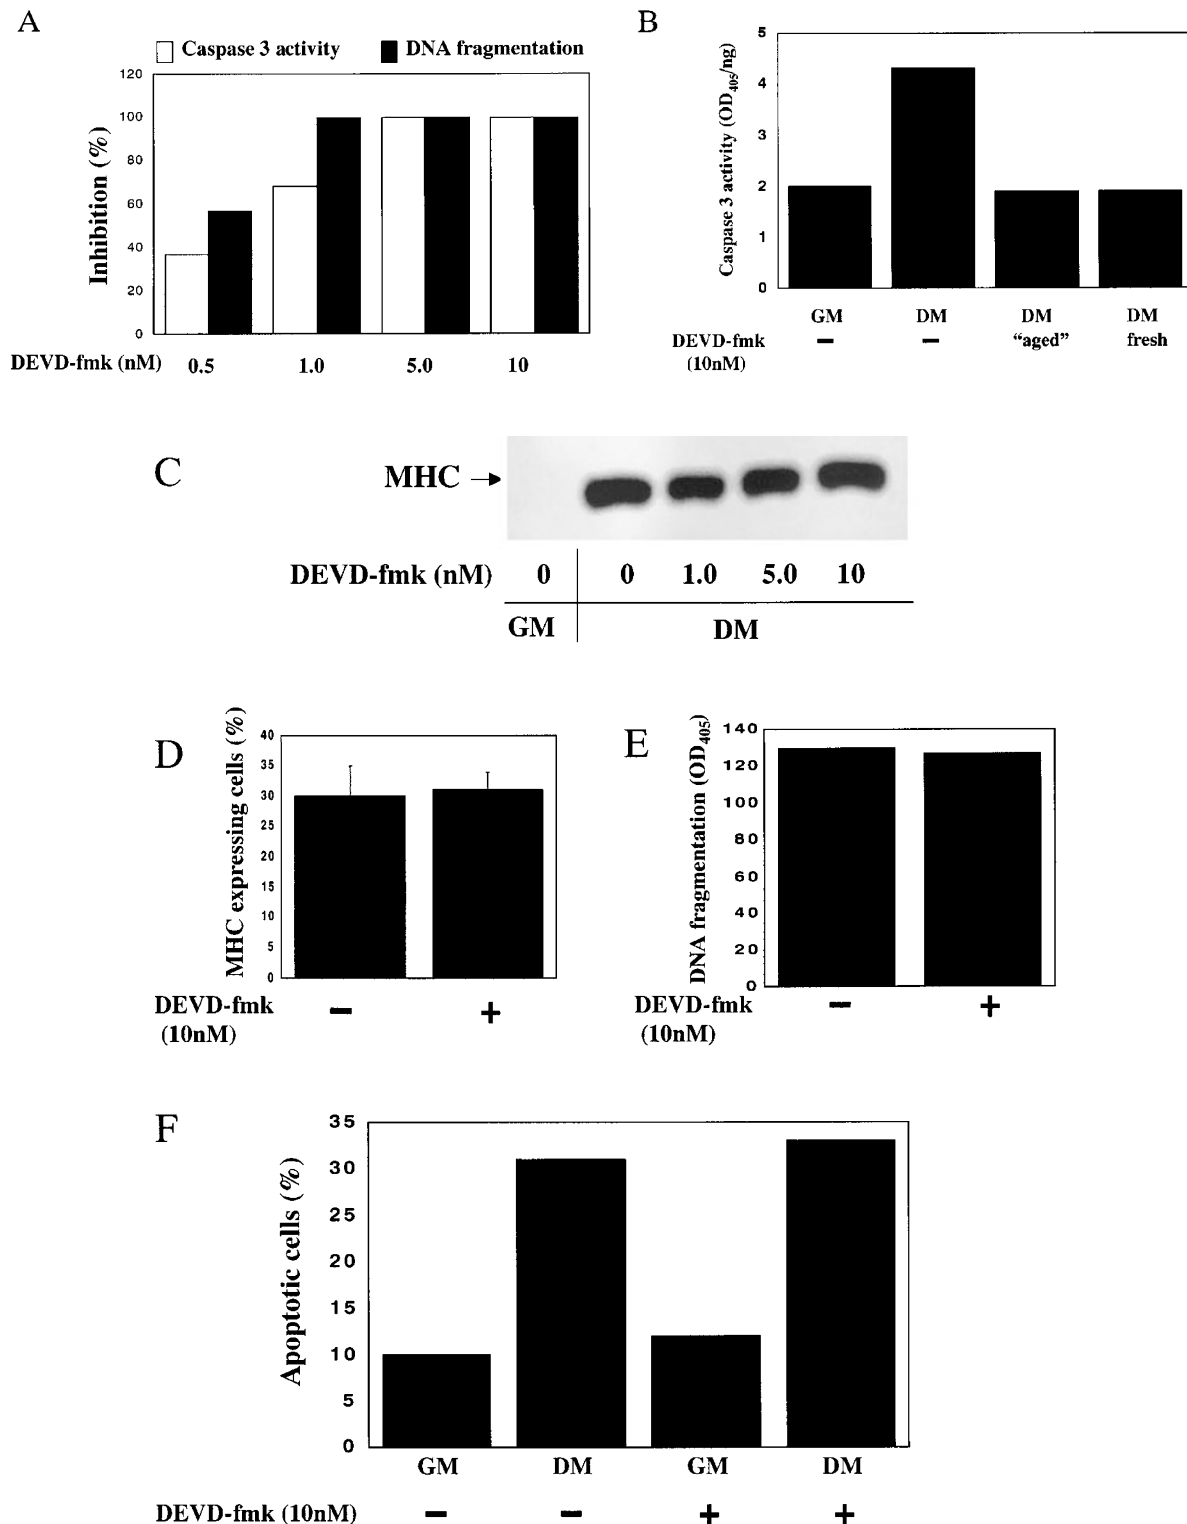 A
Caspase 3 activity DNA fragmentation
120
100
80
60
40
20
0
Inhibition (%)
DEVD-fmk (nM) 0.5 1.0 5.0 10
B
5
4
3
2
1
0
Caspase 3 activity (OD405/ng)
GM DM DM DM
DEVD-fmk − − “aged” fresh
(10nM)
C
MHC →
DEVD-fmk (nM) 0 0 1.0 5.0 10
GM DM
D
40
35
30
25
20
15
10
5
0
MHC expressing cells (%)
DEVD-fmk − +
(10nM)
E
140
120
100
80
60
40
20
0
DNA fragmentation (OD405)
DEVD-fmk − +
(10nM)
F
35
30
25
20
15
10
5
0
Apoptotic cells (%)
GM DM GM DM
DEVD-fmk (10nM) − − + +